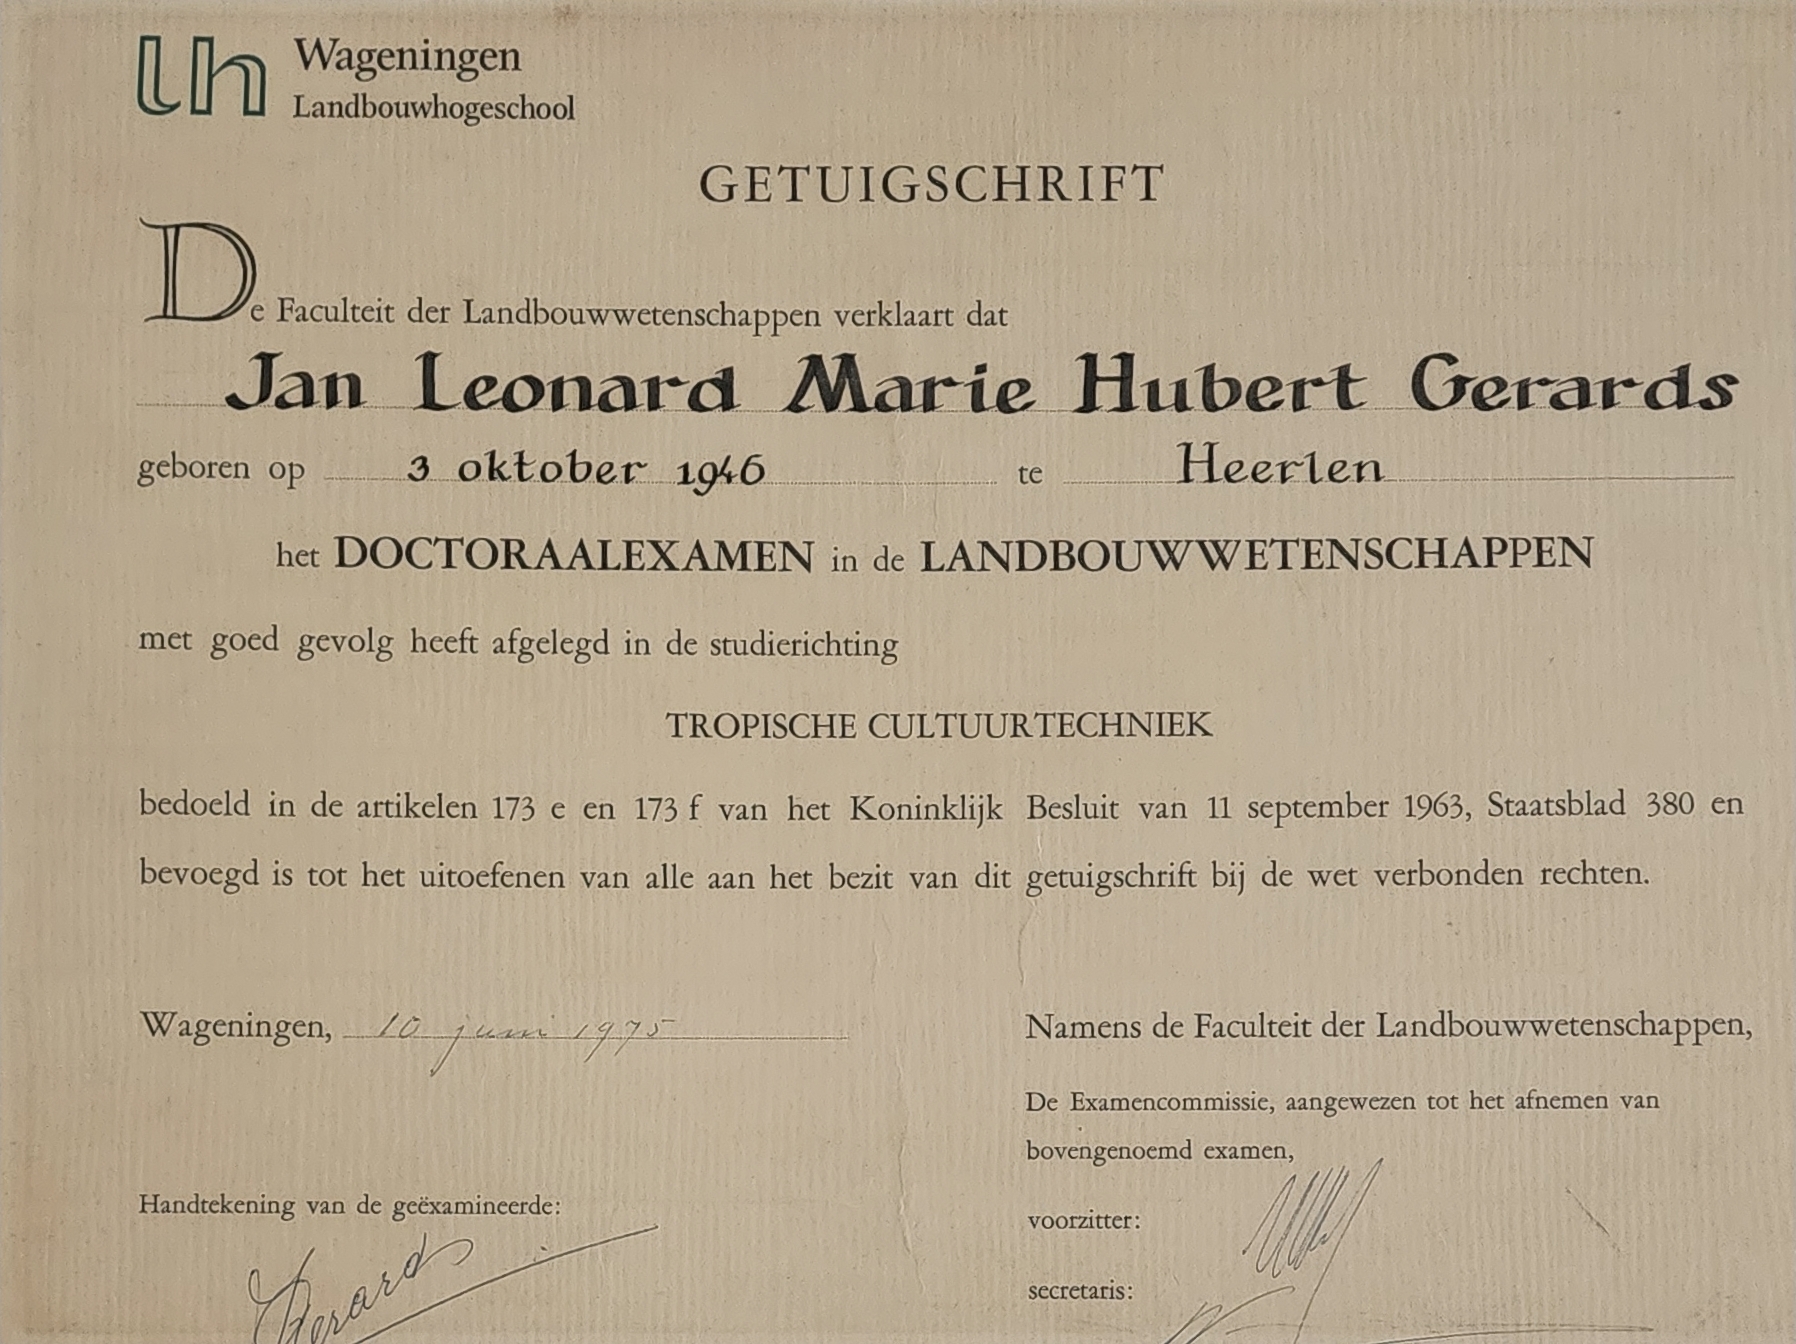 lh Wageningen
Landbouwhogeschool
GETUIGSCHRIFT
De Faculteit der Landbouwwetenschappen verklaart dat
Jan Leonard Marie Hubert Gerards
geboren op 3 oktober 1946 te Heerlen
het DOCTORAALEXAMEN in de LANDBOUWWETENSCHAPPEN
met goed gevolg heeft afgelegd in de studierichting
TROPISCHE CULTUURTECHNIEK
bedoeld in de artikelen 173 e en 173 f van het Koninklijk Besluit van 11 september 1963, Staatsblad 380 en
bevoegd is tot het uitoefenen van alle aan het bezit van dit getuigschrift bij de wet verbonden rechten.
Wageningen, 10 juni 1975
Namens de Faculteit der Landbouwwetenschappen,
De Examencommissie, aangewezen tot het afnemen van
bovengenoemd examen,
Handtekening van de geëxamineerde:
Gerards
voorzitter:
secretaris: